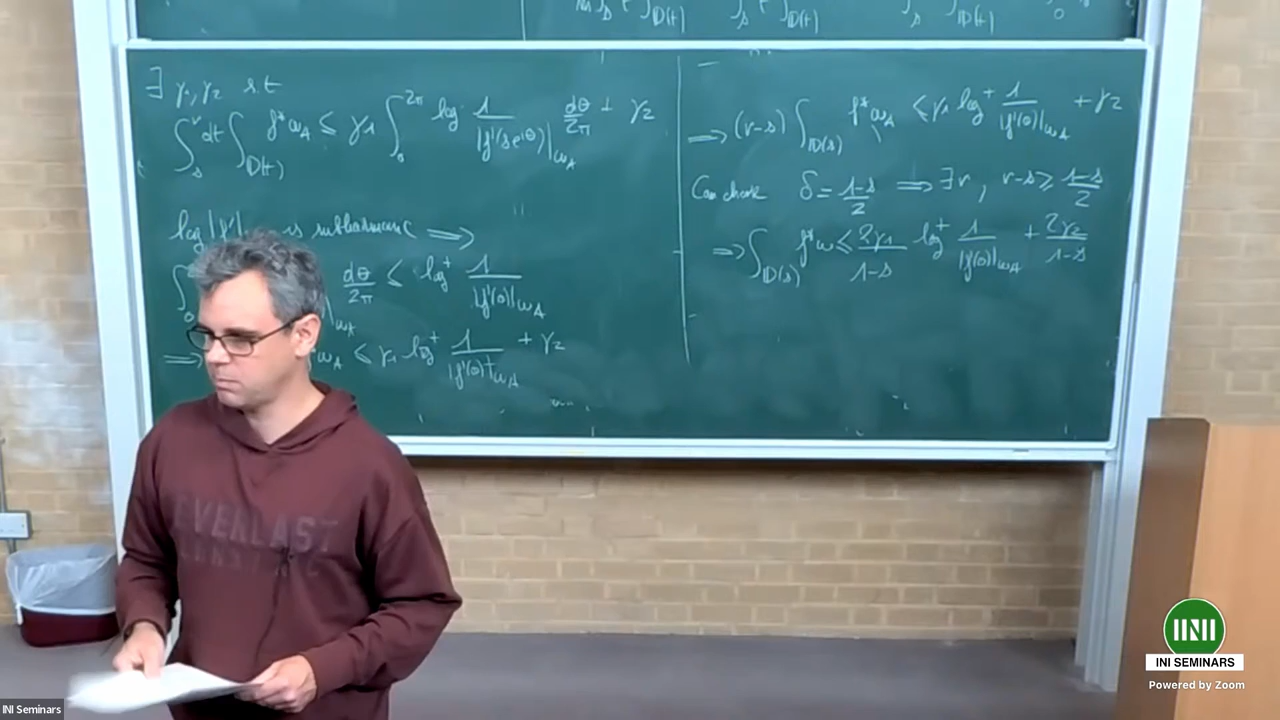 ∃ γ₁, γ₂ s.t
∫_s^r dt ∫_{𝔻(t)} f*ω_A ≤ γ₁ ∫_0^{2π} log 1/|f'(se^{iθ})|_{ω_A} dθ/2π + γ₂
log |f'| is subharmonic ⟹
∫_0 dθ/2π ≤ log⁺ 1/|f'(0)|_{ω_A}
⟹ ω_A ≤ γ₁ log⁺ 1/|f'(0)|_{ω_A} + γ₂
⟹ (r-s) ∫_{𝔻(s)} f*ω_A ≤ γ₁ log⁺ 1/|f'(0)|_{ω_A} + γ₂
Can choose δ = 1-s/2 ⟹ ∃r, r-s ≥ 1-s/2
⟹ ∫_{𝔻(s)} f*ω ≤ 2γ₁/1-s log⁺ 1/|f'(0)|_{ω_A} + 2γ₂/1-s
EVERLAST
INI SEMINARS
Powered by Zoom
INI Seminars